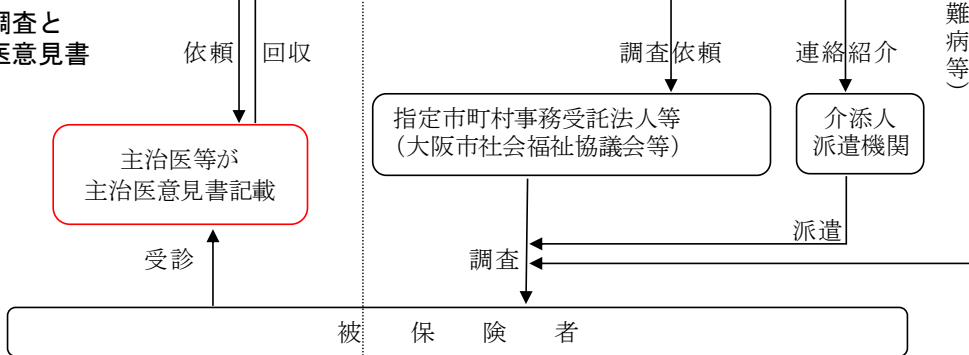 調査と
医意見書
依頼
回収
調査依頼
連絡紹介
難病等）
指定市町村事務受託法人等
（大阪市社会福祉協議会等）
介添人
派遣機関
主治医等が
主治医意見書記載
派遣
受診
調査
被保険者